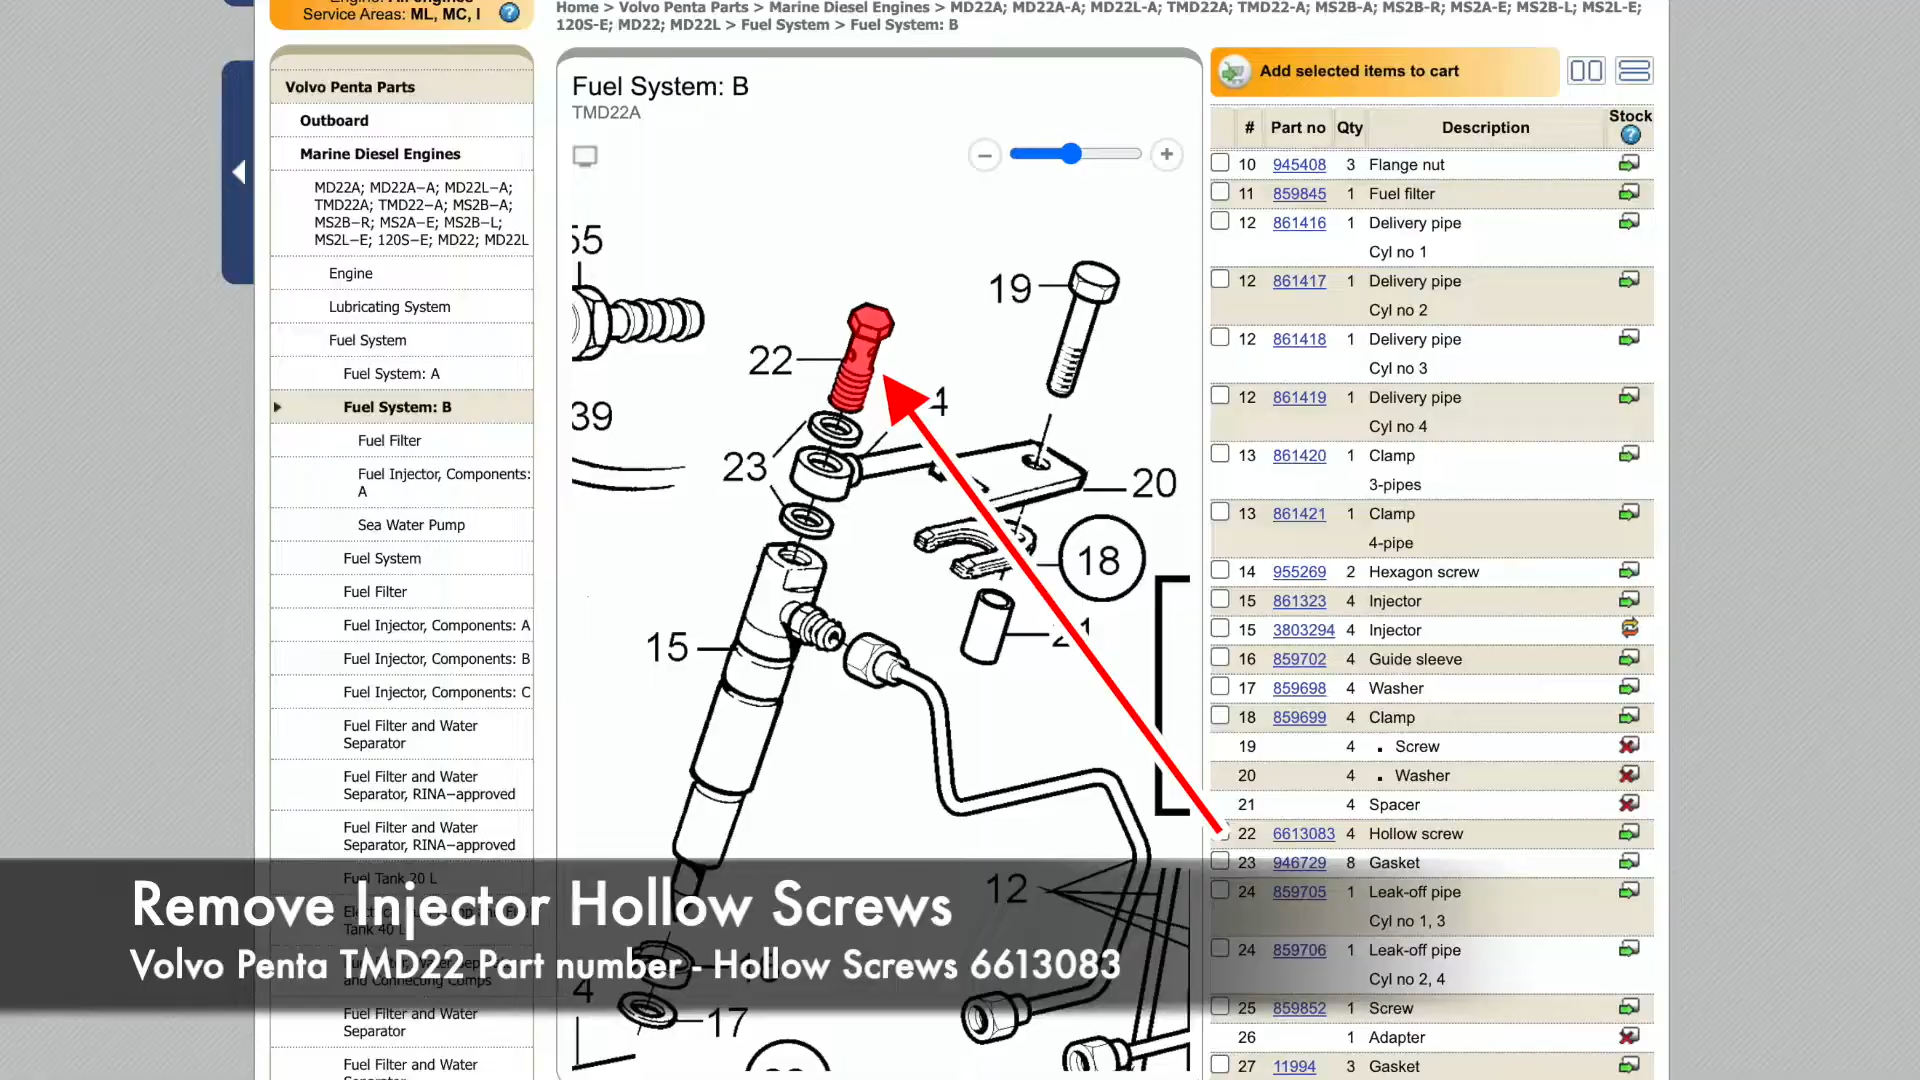 Engine: All engines
Service Areas: ML, MC, I
Home > Volvo Penta Parts > Marine Diesel Engines > MD22A; MD22A-A; MD22L-A; TMD22A; TMD22-A; MS2B-A; MS2B-R; MS2A-E; MS2B-L; MS2L-E;
120S-E; MD22; MD22L > Fuel System > Fuel System: B
Volvo Penta Parts
Outboard
Marine Diesel Engines
MD22A; MD22A–A; MD22L–A;
TMD22A; TMD22–A; MS2B–A;
MS2B–R; MS2A–E; MS2B–L;
MS2L–E; 120S–E; MD22; MD22L
Engine
Lubricating System
Fuel System
Fuel System: A
Fuel System: B
Fuel Filter
Fuel Injector, Components:
A
Sea Water Pump
Fuel System
Fuel Filter
Fuel Injector, Components: A
Fuel Injector, Components: B
Fuel Injector, Components: C
Fuel Filter and Water
Separator
Fuel Filter and Water
Separator, RINA–approved
Fuel Filter and Water
Separator, RINA–approved
Fuel Tank 20 L
Tank 40 L
and Connecting Comps
Fuel Filter and Water
Separator
Fuel Filter and Water
Fuel System: B
TMD22A
55
19
22
39
23
20
18
15
21
12
16
4
17
Add selected items to cart
# Part no Qty Description Stock
10 945408 3 Flange nut
11 859845 1 Fuel filter
12 861416 1 Delivery pipe
Cyl no 1
12 861417 1 Delivery pipe
Cyl no 2
12 861418 1 Delivery pipe
Cyl no 3
12 861419 1 Delivery pipe
Cyl no 4
13 861420 1 Clamp
3-pipes
13 861421 1 Clamp
4-pipe
14 955269 2 Hexagon screw
15 861323 4 Injector
15 3803294 4 Injector
16 859702 4 Guide sleeve
17 859698 4 Washer
18 859699 4 Clamp
19 4 Screw
20 4 Washer
21 4 Spacer
22 6613083 4 Hollow screw
23 946729 8 Gasket
24 859705 1 Leak-off pipe
Cyl no 1, 3
24 859706 1 Leak-off pipe
Cyl no 2, 4
25 859852 1 Screw
26 1 Adapter
27 11994 3 Gasket
Remove Injector Hollow Screws
Volvo Penta TMD22 Part number - Hollow Screws 6613083